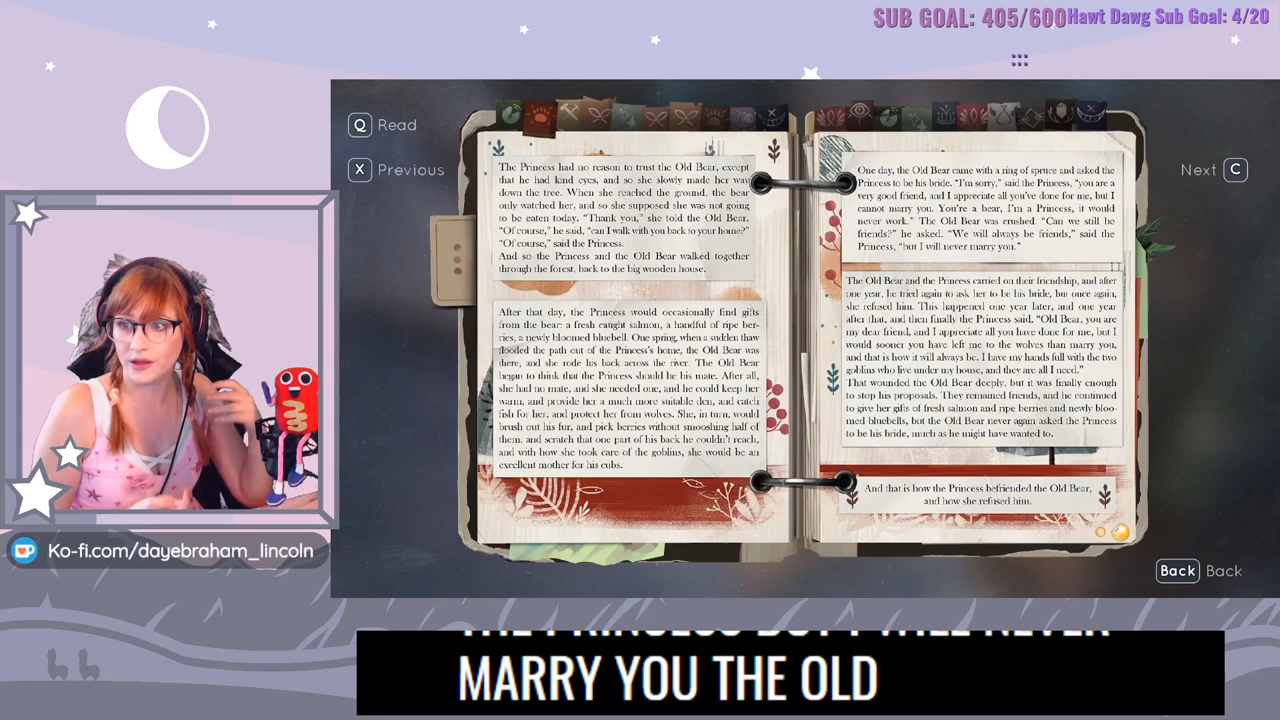 SUB GOAL: 405/600
Hawt Dawg Sub Goal: 4/20
Q Read
X Previous
Next C
The Princess had no reason to trust the Old Bear, except
that he had kind eyes, and so she slowly made her way
down the tree. When she reached the ground, the bear
only watched her, and so she supposed she was not going
to be eaten today. “Thank you,” she told the Old Bear.
“Of course,” he said, “can I walk with you back to your home?”
“Of course,” said the Princess.
And so the Princess and the Old Bear walked together
through the forest, back to the big wooden house.
After that day, the Princess would occasionally find gifts
from the bear: a fresh caught salmon, a handful of ripe ber-
ries, a newly bloomed bluebell. One spring, when a sudden thaw
flooded the path out of the Princess's home, the Old Bear was
there, and she rode his back across the river. The Old Bear
began to think that the Princess should be his mate. After all,
she had no mate, and she needed one, and he could keep her
warm, and provide her a much more suitable den, and catch
fish for her, and protect her from wolves. She, in turn, would
brush out his fur, and pick berries without smooshing half of
them, and scratch that one part of his back he couldn't reach,
and with how she took care of the goblins, she would be an
excellent mother for his cubs.
One day, the Old Bear came with a ring of spruce and asked the
Princess to be his bride. “I'm sorry,” said the Princess, “you are a
very good friend, and I appreciate all you've done for me, but I
cannot marry you. You're a bear, I'm a Princess, it would
never work.” The Old Bear was crushed. “Can we still be
friends?” he asked. “We will always be friends,” said the
Princess, “but I will never marry you.”
The Old Bear and the Princess carried on their friendship, and after
one year, he tried again to ask her to be his bride, but once again,
she refused him. This happened one year later, and one year
after that, and then finally the Princess said, “Old Bear, you are
my dear friend, and I appreciate all you have done for me, but I
would sooner you have left me to the wolves than marry you,
and that is how it will always be. I have my hands full with the two
goblins who live under my house, and they are all I need.”
That wounded the Old Bear deeply, but it was finally enough
to stop his proposals. They remained friends, and he continued
to give her gifts of fresh salmon and ripe berries and newly bloo-
med bluebells, but the Old Bear never again asked the Princess
to be his bride, much as he might have wanted to.
And that is how the Princess befriended the Old Bear,
and how she refused him.
Back Back
Ko-fi.com/dayebraham_lincoln
THE PRINCESS BUT I WILL NEVER
MARRY YOU THE OLD